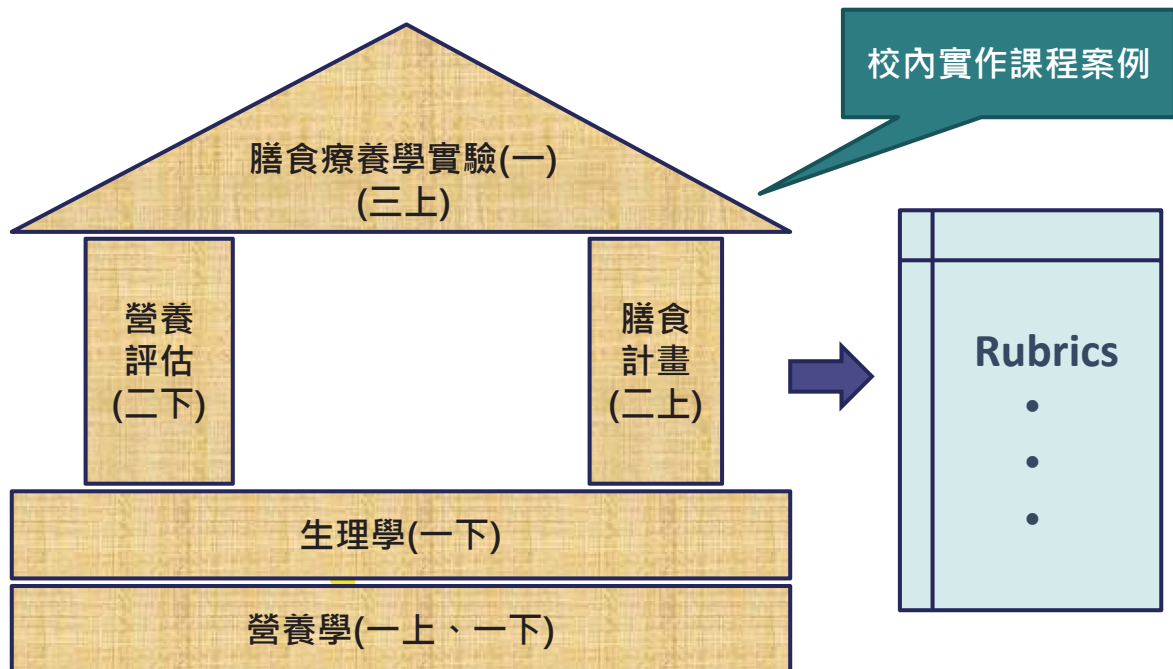 校內實作課程案例
膳食療養學實驗(一)
(三上)
營養
評估
(二下)
膳食
計畫
(二上)
Rubrics
•
•
•
生理學(一下)
營養學(一上、一下)